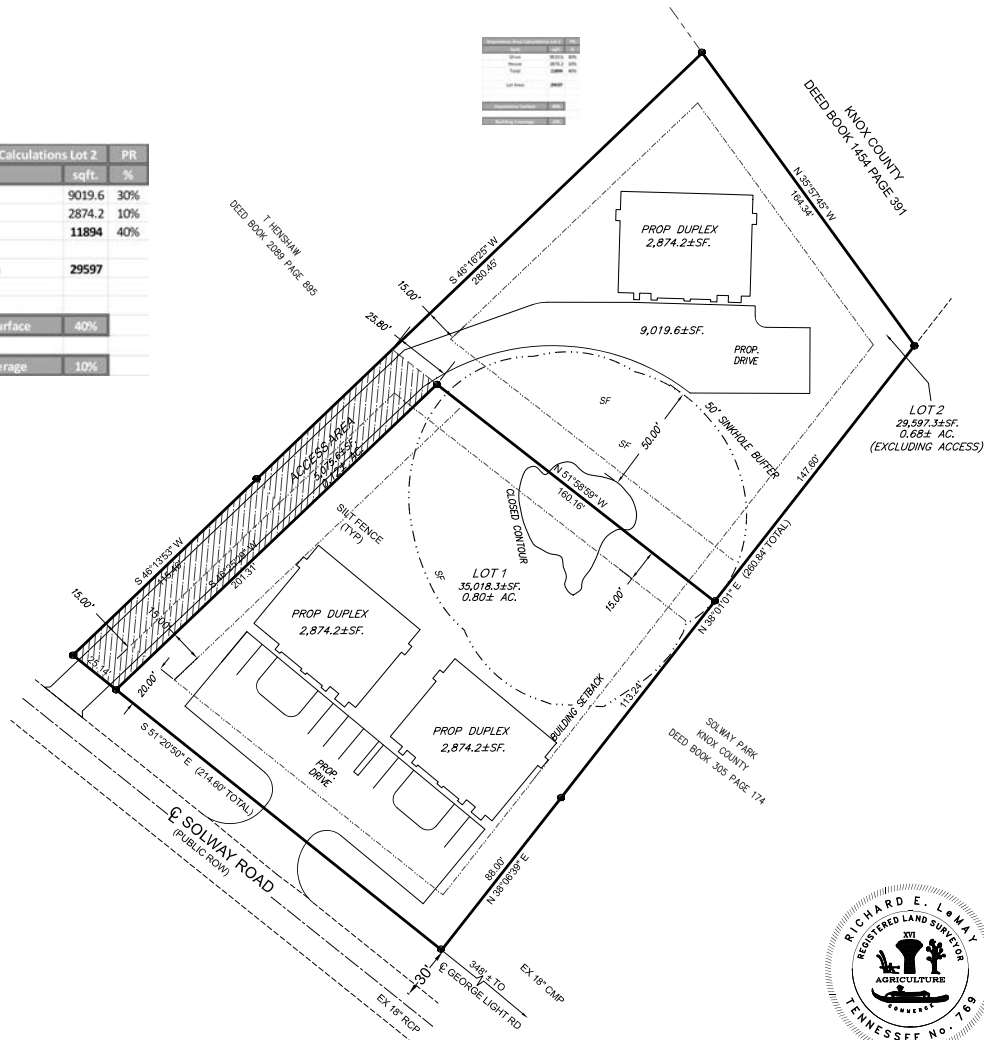 Calculations Lot 2 PR
sqft. %
9019.6 30%
2874.2 10%
11894 40%
29597
40%
10%
KNOX COUNTY
DEED BOOK 1454 PAGE 391
N 35°57'45" W
164.34'
T. HENSHAW
DEED BOOK 2089 PAGE 895
S 46°16'25" W
280.45'
15.00'
25.80'
PROP DUPLEX
2,874.2±SF.
9,019.6±SF.
PROP.
DRIVE
LOT 2
29,597.3±SF.
0.68± AC.
(EXCLUDING ACCESS)
SF
SF
50.00'
50' SINKHOLE BUFFER
147.60'
ACCESS AREA
S 46°13'53" W
201.31'
SILT FENCE
(TYP)
CLOSED CONTOUR
N 51°58'59" W
160.16'
LOT 1
35,018.3±SF.
0.80± AC.
SF
15.00'
N 38°01'01" E (260.84' TOTAL)
113.24'
15.00'
15.00'
25.14'
20.00'
PROP DUPLEX
2,874.2±SF.
PROP DUPLEX
2,874.2±SF.
BUILDING SETBACK
PROP.
DRIVE
SOLWAY PARK
KNOX COUNTY
DEED BOOK 305 PAGE 174
S 51°20'50" E (214.60' TOTAL)
℄ SOLWAY ROAD
(PUBLIC ROW)
88.00'
N 38°06'39" E
30'
348'± TO
℄ GEORGE LIGHT RD
EX 18" CMP
EX 18" RCP
RICHARD E. LeMAY
REGISTERED LAND SURVEYOR
XVI
AGRICULTURE
COMMERCE
TENNESSEE No. 769